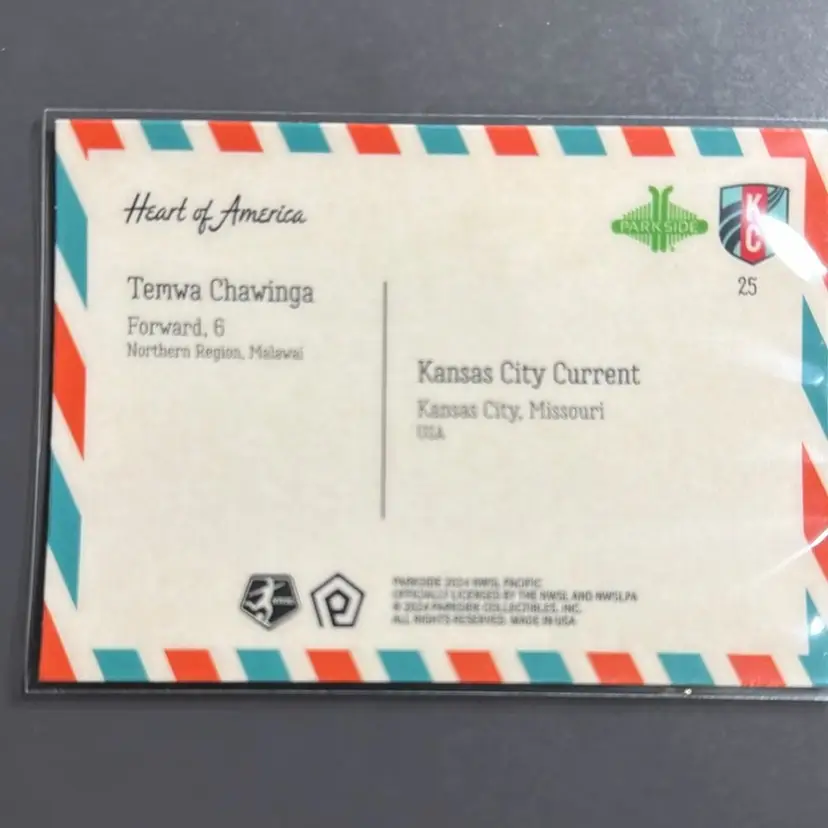 Heart of America
PARKSIDE
KC
25
Temwa Chawinga
Forward, 6
Northern Region, Malawai
Kansas City Current
Kansas City, Missouri
USA
PARKSIDE 2024 NWSL PACIFIC
OFFICIALLY LICENSED BY THE NWSL AND NWSLPA
© 2024 PARKSIDE COLLECTIBLES, INC.
ALL RIGHTS RESERVED. MADE IN USA